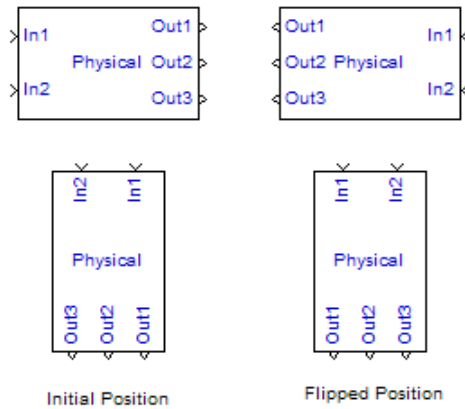 In1
In2
Physical
Out1
Out2
Out3
Out1
Out2
Out3
Physical
In1
In2
In2
In1
Physical
Out3
Out2
Out1
In1
In2
Physical
Out1
Out2
Out3
Initial Position
Flipped Position